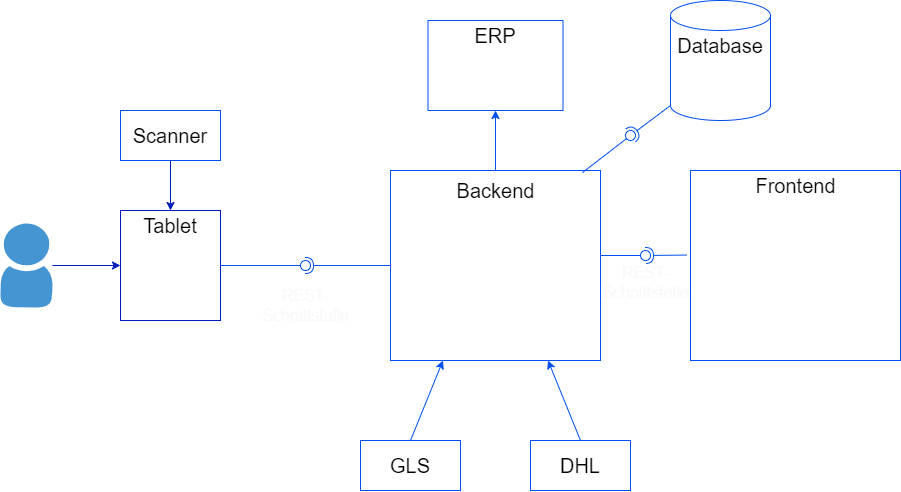 ERP
Database
Scanner
Backend
Frontend
Tablet
REST-
Schnittstelle
REST-
Schnittstelle
GLS
DHL